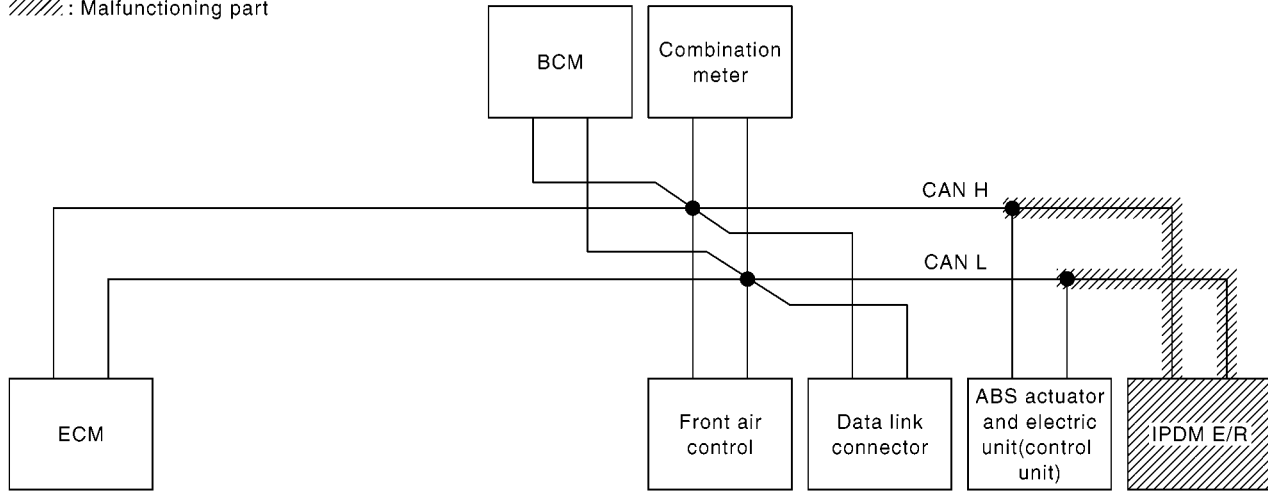 : Malfunctioning part
BCM
Combination
meter
CAN H
CAN L
ECM
Front air
control
Data link
connector
ABS actuator
and electric
unit(control
unit)
IPDM E/R